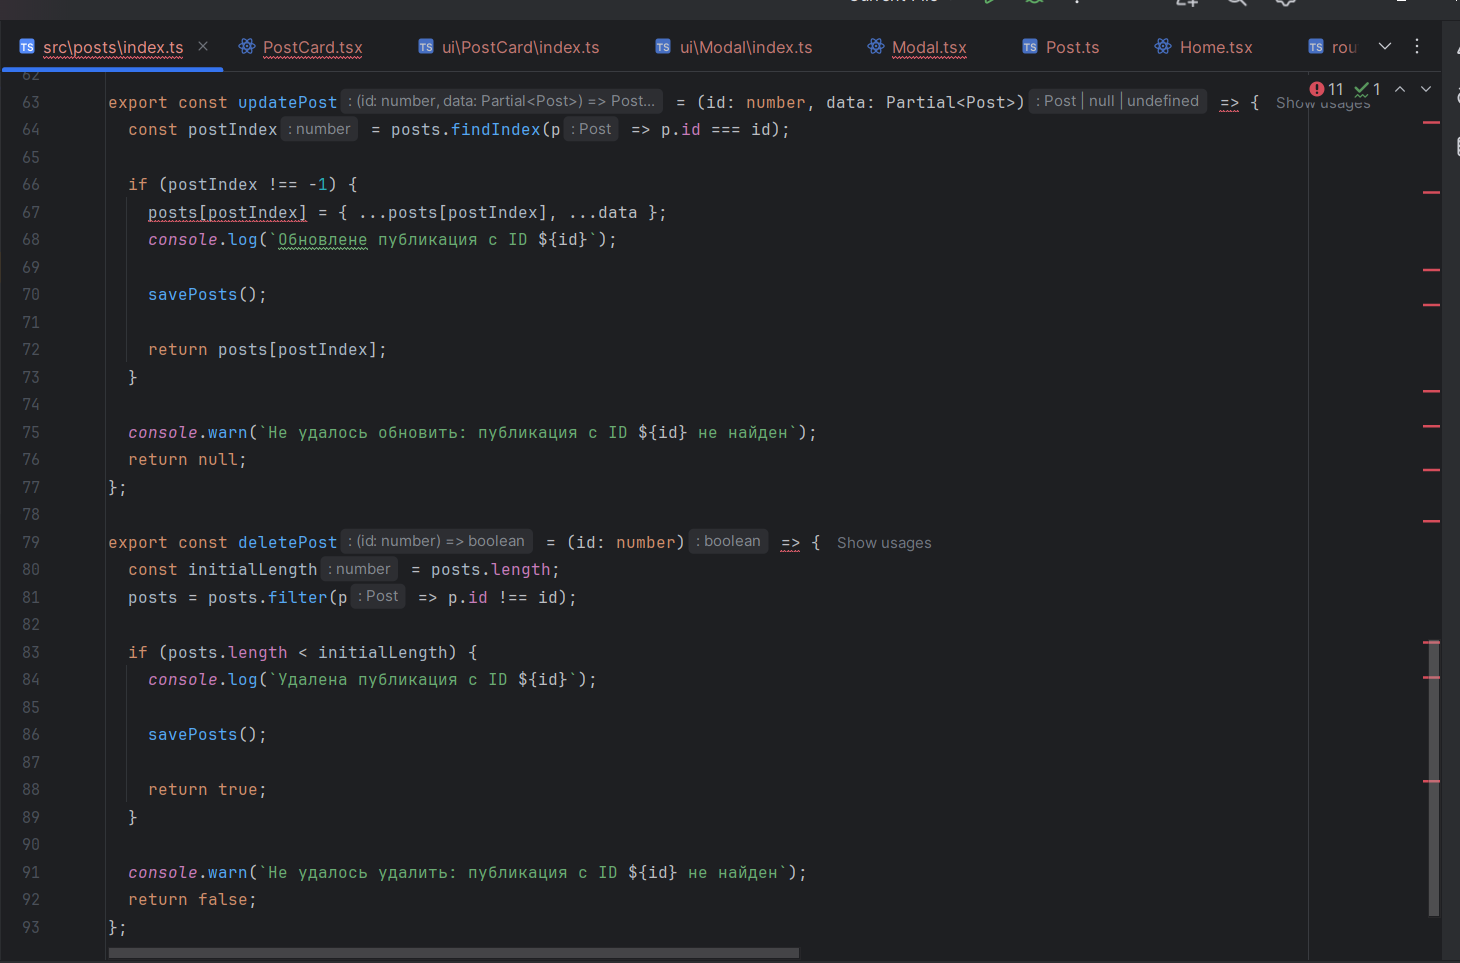 src\posts\index.ts PostCard.tsx ui\PostCard\index.ts ui\Modal\index.ts Modal.tsx Post.ts Home.tsx
11 1
62
63 export const updatePost : (id: number, data: Partial<Post>) => Post... = (id: number, data: Partial<Post>) : Post | null | undefined => { Show usages
64 const postIndex : number = posts.findIndex(p : Post => p.id === id);
65
66 if (postIndex !== -1) {
67 posts[postIndex] = { ...posts[postIndex], ...data };
68 console.log(`Обновлене публикация с ID ${id}`);
69
70 savePosts();
71
72 return posts[postIndex];
73 }
74
75 console.warn(`Не удалось обновить: публикация с ID ${id} не найден`);
76 return null;
77 };
78
79 export const deletePost : (id: number) => boolean = (id: number) : boolean => { Show usages
80 const initialLength : number = posts.length;
81 posts = posts.filter(p : Post => p.id !== id);
82
83 if (posts.length < initialLength) {
84 console.log(`Удалена публикация с ID ${id}`);
85
86 savePosts();
87
88 return true;
89 }
90
91 console.warn(`Не удалось удалить: публикация с ID ${id} не найден`);
92 return false;
93 };